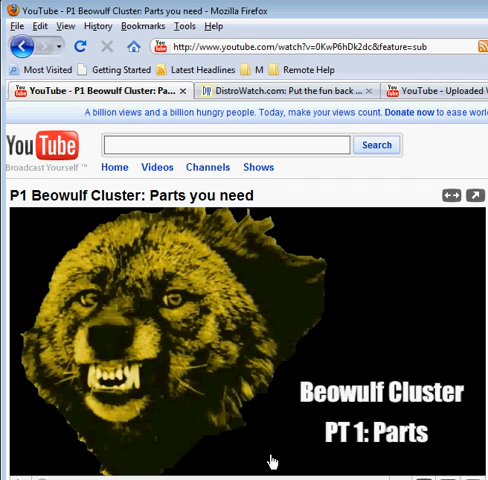 YouTube - P1 Beowulf Cluster: Parts you need - Mozilla Firefox
File Edit View History Bookmarks Tools Help
http://www.youtube.com/watch?v=0KwP6hDk2dc&feature=sub
Most Visited Getting Started Latest Headlines M Remote Help
YouTube - P1 Beowulf Cluster: Pa... DistroWatch.com: Put the fun back ... YouTube - Uploaded V
A billion views and a billion hungry people. Today, make your views count. Donate now to ease worl
YouTube Search
Broadcast Yourself ™ Home Videos Channels Shows
P1 Beowulf Cluster: Parts you need
Beowulf Cluster
PT 1: Parts